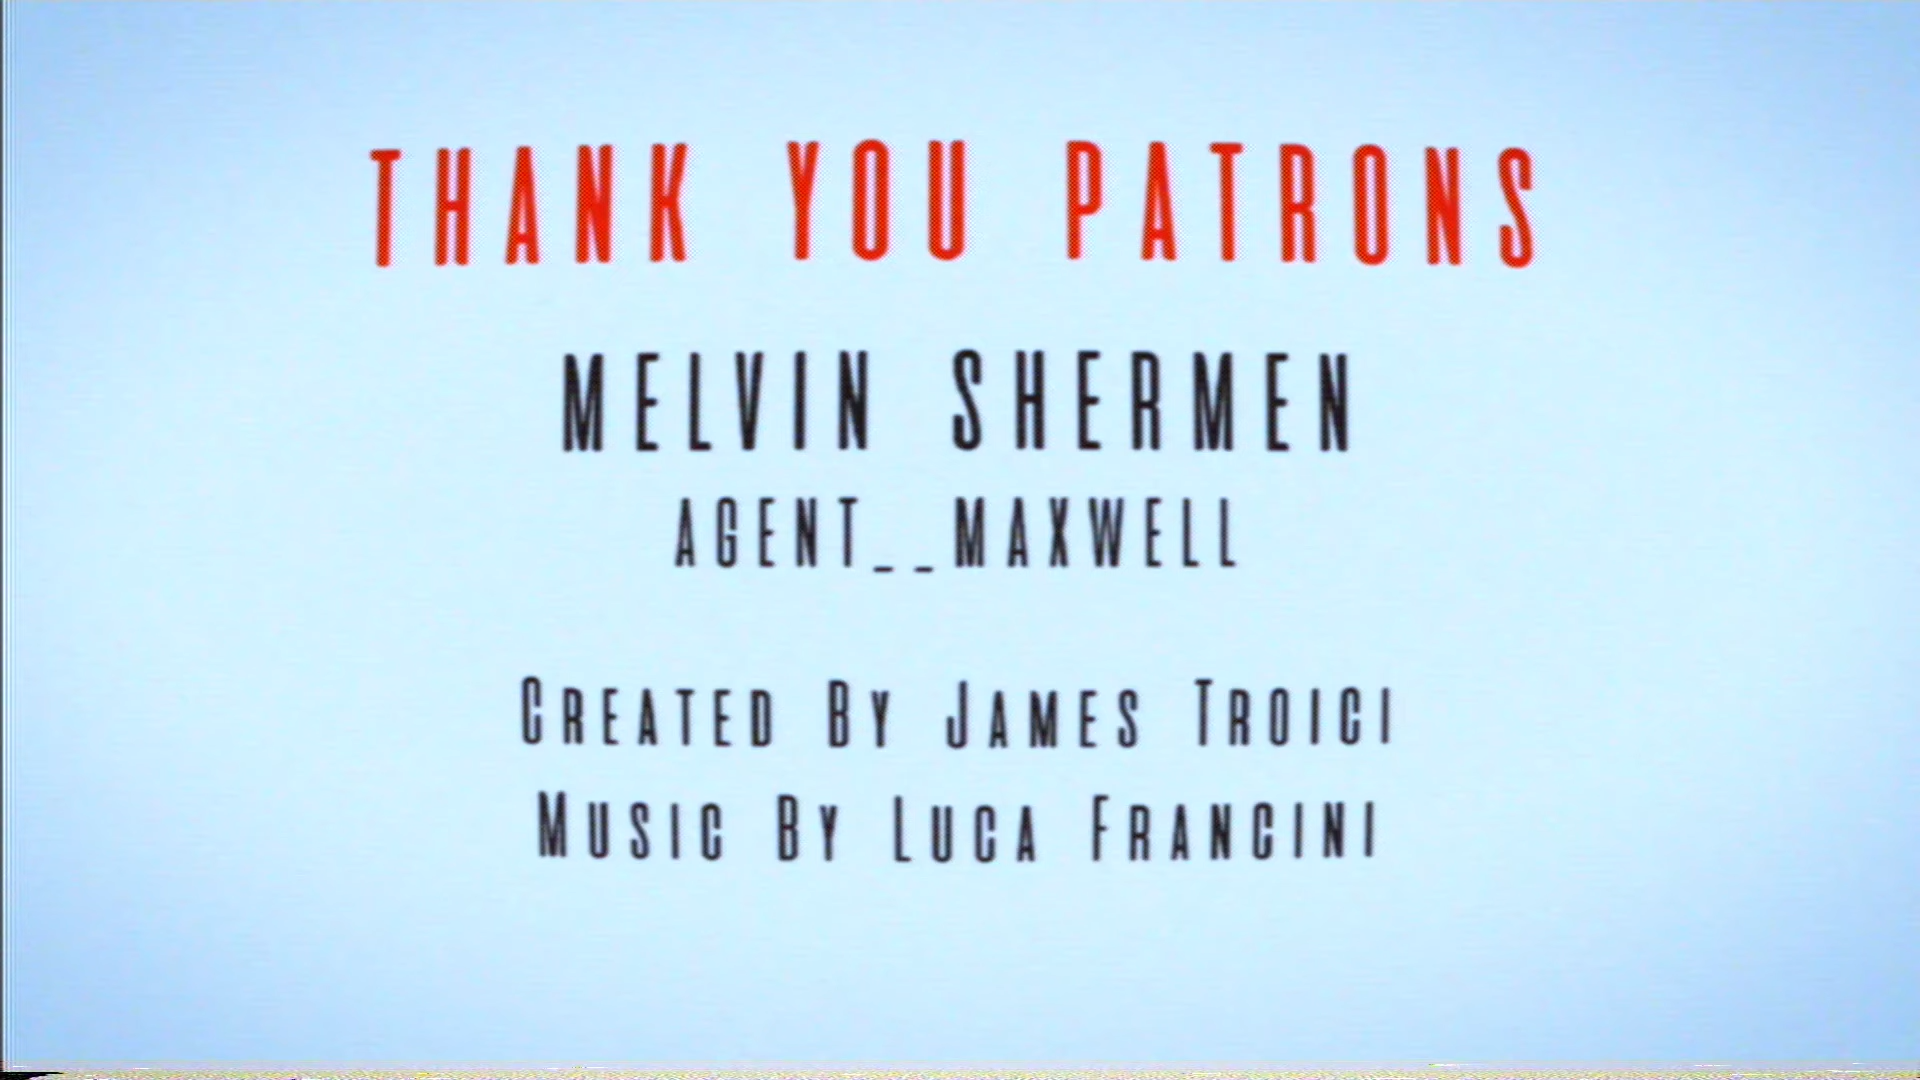 THANK YOU PATRONS
MELVIN SHERMEN
AGENT__MAXWELL
CREATED BY JAMES TROICI
MUSIC BY LUCA FRANCINI